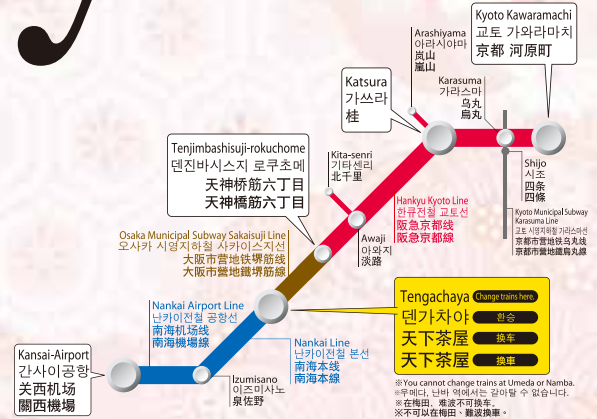 Kyoto Kawaramachi
교토 가와라마치
京都 河原町
Arashiyama
아라시야마
岚山
嵐山
Karasuma
가라스마
乌丸
烏丸
Katsura
가쓰라
桂
Shijo
시조
四条
四條
Kyoto Municipal Subway
Karasuma Line
교토 시영지하철 가라스마선
京都市营地铁乌丸线
京都市營地鐵烏丸線
Tenjimbashisuji-rokuchome
덴진바시스지 로쿠초메
天神桥筋六丁目
天神橋筋六丁目
Kita-senri
기타센리
北千里
Hankyu Kyoto Line
한큐전철 교토선
阪急京都线
阪急京都線
Awaji
아와지
淡路
Osaka Municipal Subway Sakaisuji Line
오사카 시영지하철 사카이스지선
大阪市营地铁堺筋线
大阪市營地鐵堺筋線
Tengachaya Change trains here.
덴가차야 환승
天下茶屋 换车
天下茶屋 換車
Nankai Airport Line
난카이전철 공항선
南海机场线
南海機場線
Nankai Line
난카이전철 본선
南海本线
南海本線
Kansai-Airport
간사이공항
关西机场
關西機場
Izumisano
이즈미사노
泉佐野
※You cannot change trains at Umeda or Namba.
※우메다, 난바 역에서는 갈아탈 수 없습니다.
※在梅田、难波不可换车。
※不可以在梅田、難波換車。